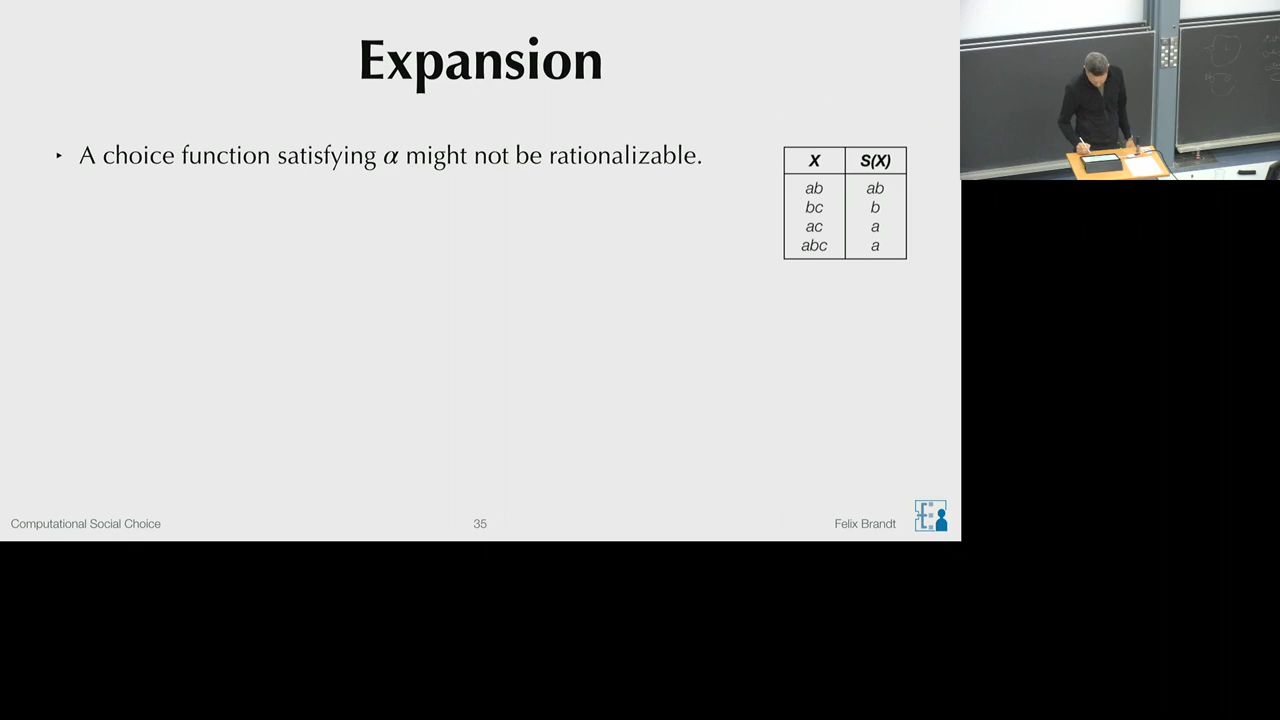 Expansion
‣ A choice function satisfying α might not be rationalizable.
X S(X)
ab ab
bc b
ac a
abc a
Computational Social Choice 35 Felix Brandt